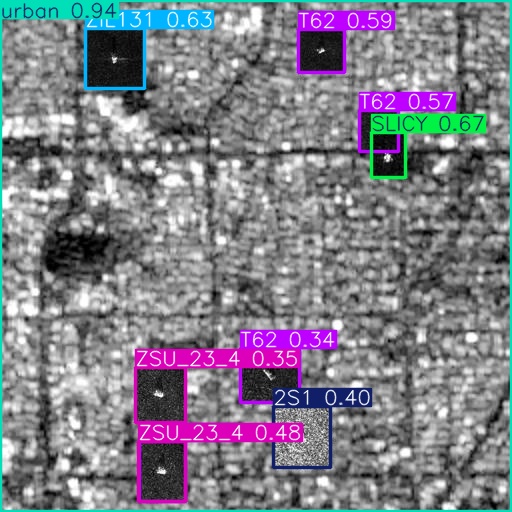 urban 0.94
ZIL131 0.63
T62 0.59
T62 0.57
SLICY 0.67
T62 0.34
ZSU_23_4 0.35
2S1 0.40
ZSU_23_4 0.48